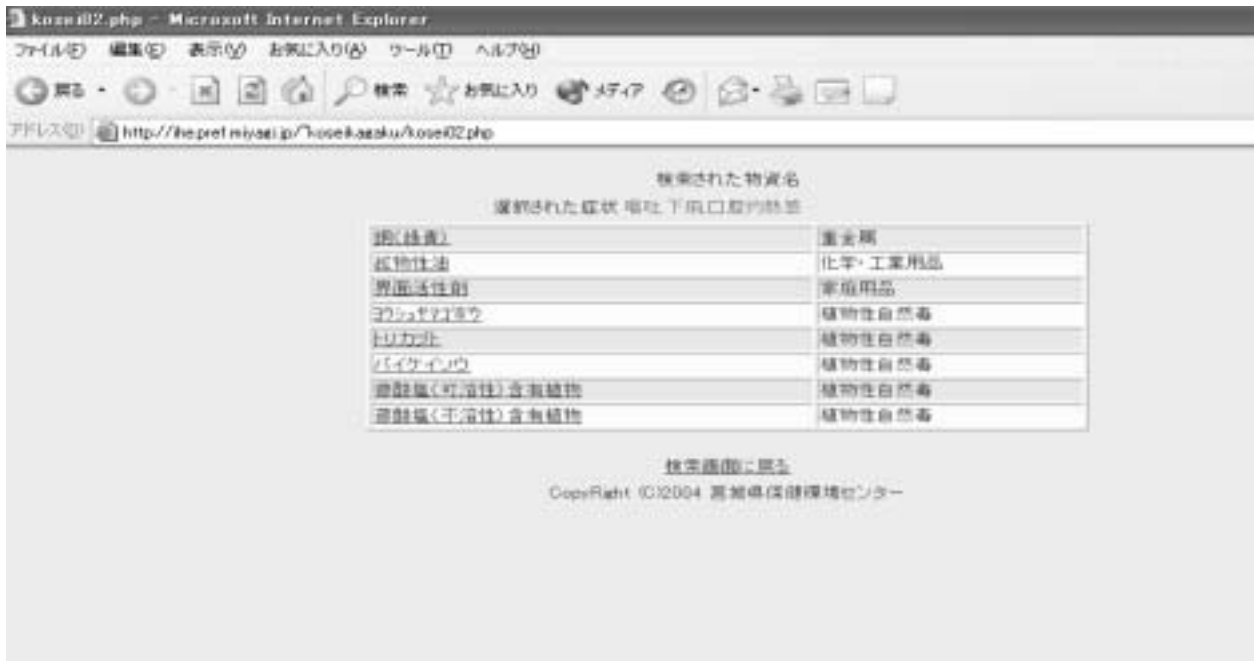 kosei02.php - Microsoft Internet Explorer
ファイル(F) 編集(E) 表示(V) お気に入り(A) ツール(T) ヘルプ(H)
戻る 検索 お気に入り メディア
アドレス(D) http://ihe.pref.miyagi.jp/~koseikagaku/kosei02.php
検索された物質名
選択された症状 嘔吐 下痢 口腔灼熱感
銅(緑青) 重金属
鉱物性油 化学・工業用品
界面活性剤 家庭用品
ヨウシュヤマゴボウ 植物性自然毒
トリカブト 植物性自然毒
バイケイソウ 植物性自然毒
蓚酸塩(可溶性)含有植物 植物性自然毒
蓚酸塩(不溶性)含有植物 植物性自然毒
検索画面に戻る
CopyRight (C)2004 宮城県保健環境センター